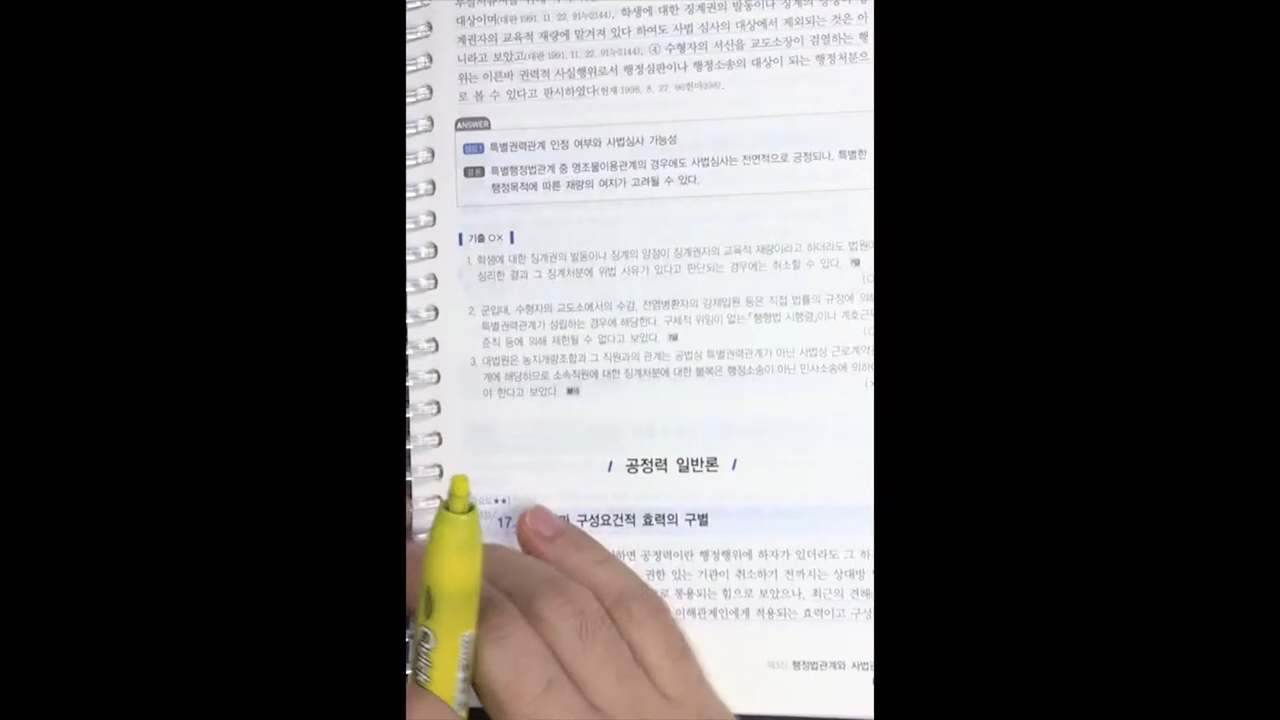 대상이며(대판 1991. 11. 22. 91누2144), 학생에 대한 징계권의 발동이나 징계의 양정이
계권자의 교육적 재량에 맡겨져 있다 하여도 사법 심사의 대상에서 제외되는 것은 아
니라고 보았고(대판 1991. 11. 22. 91누2144), ④ 수형자의 서신을 교도소장이 검열하는 행
위는 이른바 권력적 사실행위로서 행정심판이나 행정소송의 대상이 되는 행정처분으
로 볼 수 있다고 판시하였다(헌재 1998. 8. 27. 96헌마398).
ANSWER
쟁점 1 특별권력관계 인정 여부와 사법심사 가능성
결론 특별행정법관계 중 영조물이용관계의 경우에도 사법심사는 전면적으로 긍정되나, 특별한
행정목적에 따른 재량의 여지가 고려될 수 있다.
기출 OX
1. 학생에 대한 징계권의 발동이나 징계의 양정이 징계권자의 교육적 재량이라고 하더라도 법원이
심리한 결과 그 징계처분에 위법 사유가 있다고 판단되는 경우에는 취소할 수 있다.
2. 군입대, 수형자의 교도소에서의 수감, 전염병환자의 강제입원 등은 직접 법률의 규정에 의해
특별권력관계가 성립하는 경우에 해당한다. 구체적 위임이 없는 「행형법 시행령」이나 계호근무
준칙 등에 의해 제한될 수 없다고 보았다.
3. 대법원은 농지개량조합과 그 직원과의 관계는 공법상 특별권력관계가 아닌 사법상 근로계약관
계에 해당하므로 소속직원에 대한 징계처분에 대한 불복은 행정소송이 아닌 민사소송에 의하여
야 한다고 보았다.
/ 공정력 일반론 /
17. 구성요건적 효력의 구별
하면 공정력이란 행정행위에 하자가 있더라도 그 하
권한 있는 기관이 취소하기 전까지는 상대방
로 통용되는 힘으로 보았으나, 최근의 견해
이해관계인에게 적용되는 효력이고 구성
행정법관계와 사법관